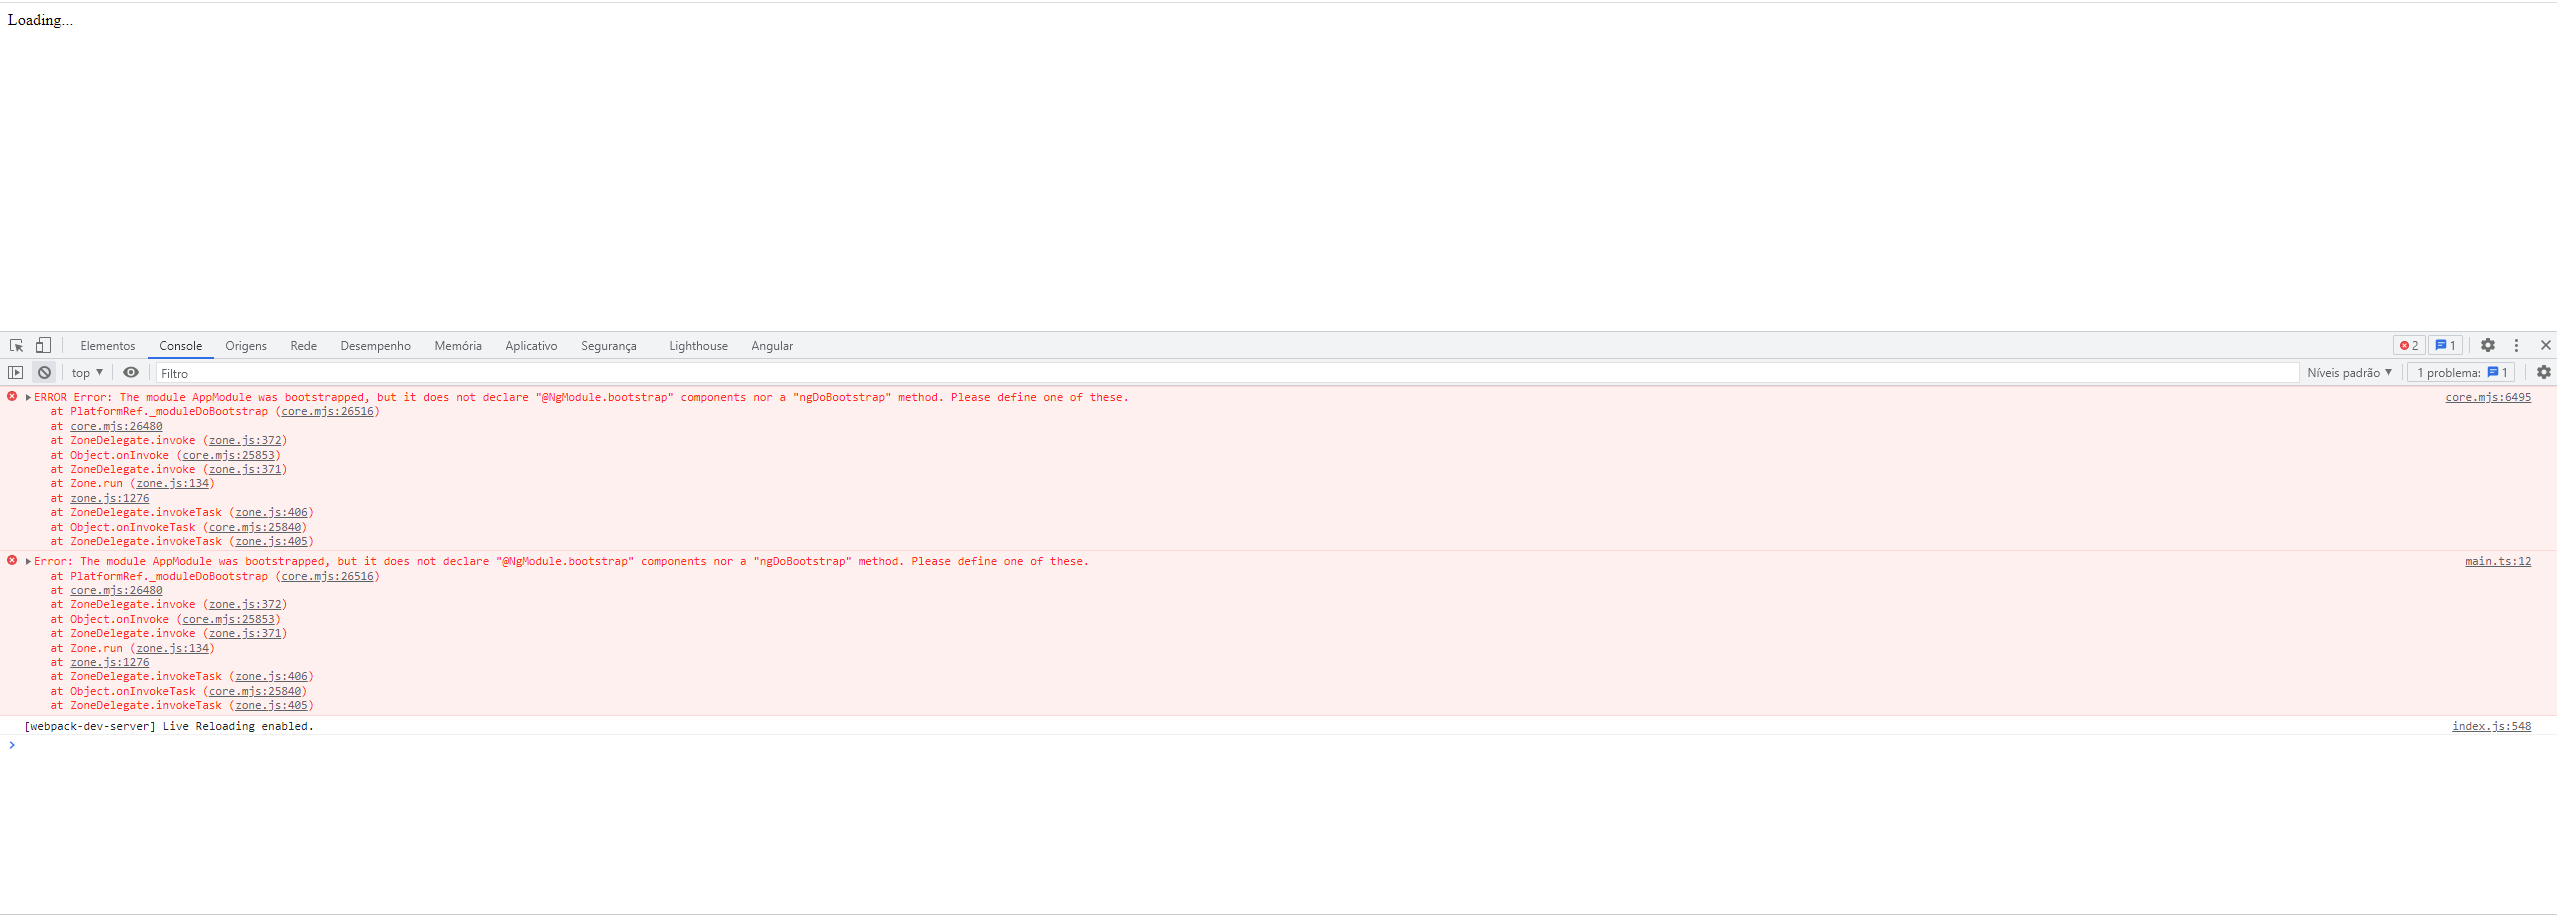 Loading...
Elementos Console Origens Rede Desempenho Memória Aplicativo Segurança Lighthouse Angular 2 1
top Filtro Níveis padrão 1 problema: 1
ERROR Error: The module AppModule was bootstrapped, but it does not declare "@NgModule.bootstrap" components nor a "ngDoBootstrap" method. Please define one of these. core.mjs:6495
at PlatformRef._moduleDoBootstrap (core.mjs:26516)
at core.mjs:26480
at ZoneDelegate.invoke (zone.js:372)
at Object.onInvoke (core.mjs:25853)
at ZoneDelegate.invoke (zone.js:371)
at Zone.run (zone.js:134)
at zone.js:1276
at ZoneDelegate.invokeTask (zone.js:406)
at Object.onInvokeTask (core.mjs:25840)
at ZoneDelegate.invokeTask (zone.js:405)
Error: The module AppModule was bootstrapped, but it does not declare "@NgModule.bootstrap" components nor a "ngDoBootstrap" method. Please define one of these. main.ts:12
at PlatformRef._moduleDoBootstrap (core.mjs:26516)
at core.mjs:26480
at ZoneDelegate.invoke (zone.js:372)
at Object.onInvoke (core.mjs:25853)
at ZoneDelegate.invoke (zone.js:371)
at Zone.run (zone.js:134)
at zone.js:1276
at ZoneDelegate.invokeTask (zone.js:406)
at Object.onInvokeTask (core.mjs:25840)
at ZoneDelegate.invokeTask (zone.js:405)
[webpack-dev-server] Live Reloading enabled. index.js:548